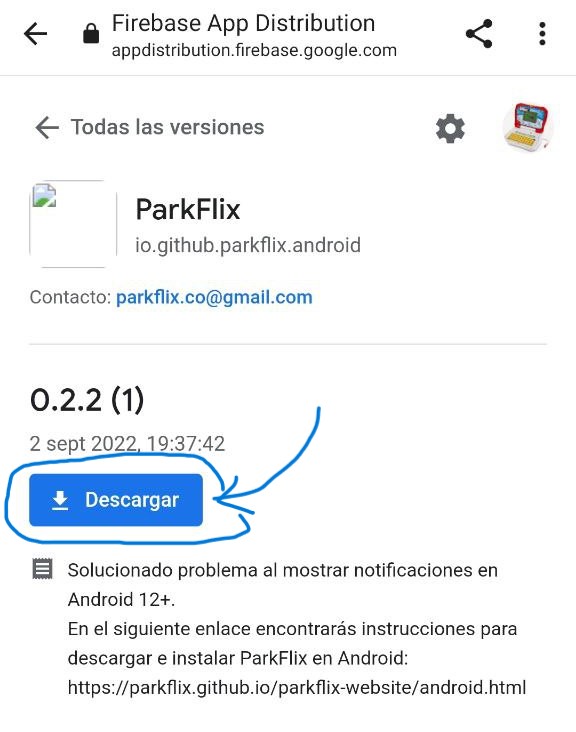 Firebase App Distribution
appdistribution.firebase.google.com
Todas las versiones
ParkFlix
io.github.parkflix.android
Contacto: parkflix.co@gmail.com
0.2.2 (1)
2 sept 2022, 19:37:42
Descargar
Solucionado problema al mostrar notificaciones en
Android 12+.
En el siguiente enlace encontrarás instrucciones para
descargar e instalar ParkFlix en Android:
https://parkflix.github.io/parkflix-website/android.html